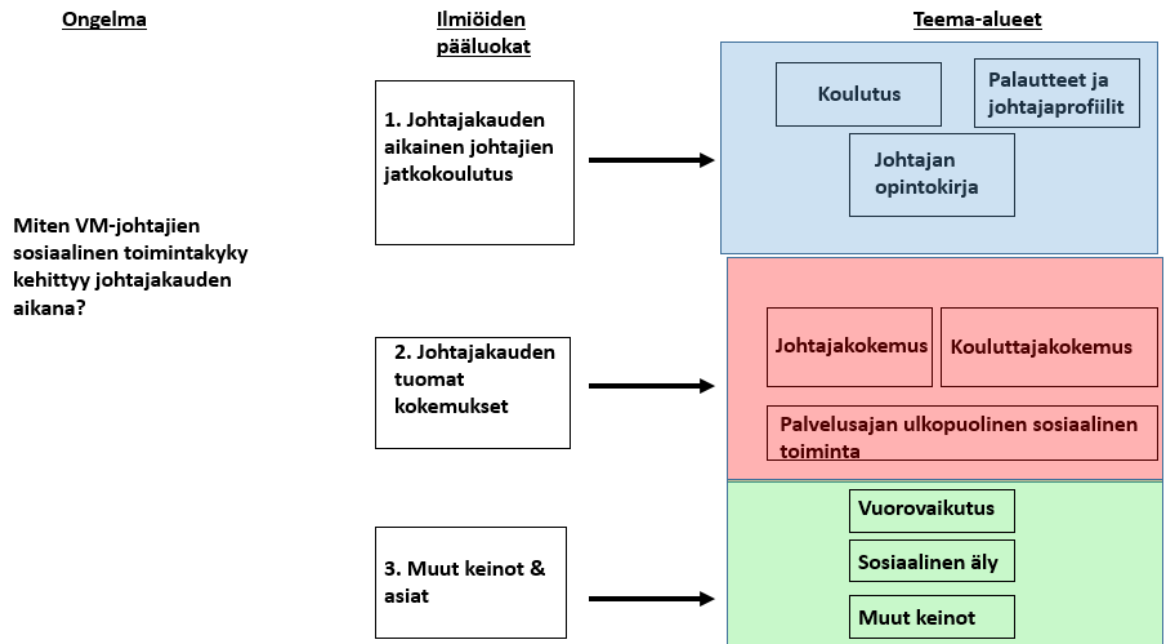 Ongelma
Ilmiöiden
pääluokat
Teema-alueet
Miten VM-johtajien
sosiaalinen toimintakyky
kehittyy johtajakauden
aikana?
1. Johtajakauden
aikainen johtajien
jatkokoulutus
Koulutus
Palautteet ja
johtajaprofiilit
Johtajan
opintokirja
2. Johtajakauden
tuomat
kokemukset
Johtajakokemus
Kouluttajakokemus
Palvelusajan ulkopuolinen sosiaalinen
toiminta
3. Muut keinot &
asiat
Vuorovaikutus
Sosiaalinen äly
Muut keinot